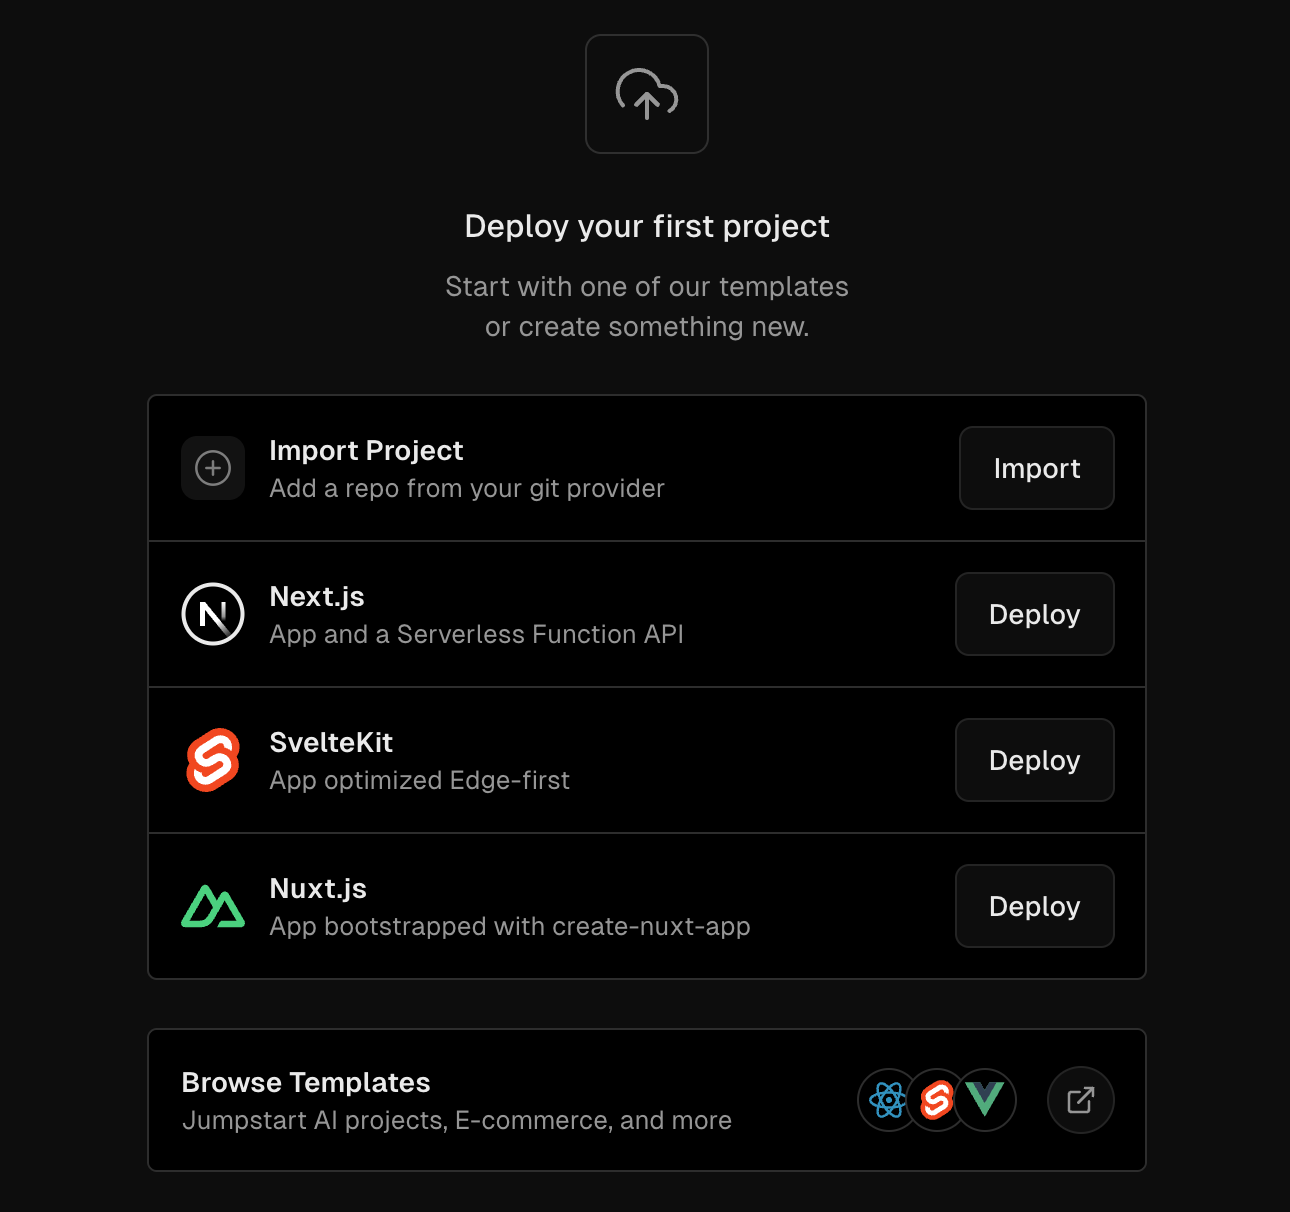 Deploy your first project
Start with one of our templates
or create something new.
Import Project
Add a repo from your git provider
Import
Next.js
App and a Serverless Function API
Deploy
SvelteKit
App optimized Edge-first
Deploy
Nuxt.js
App bootstrapped with create-nuxt-app
Deploy
Browse Templates
Jumpstart AI projects, E-commerce, and more